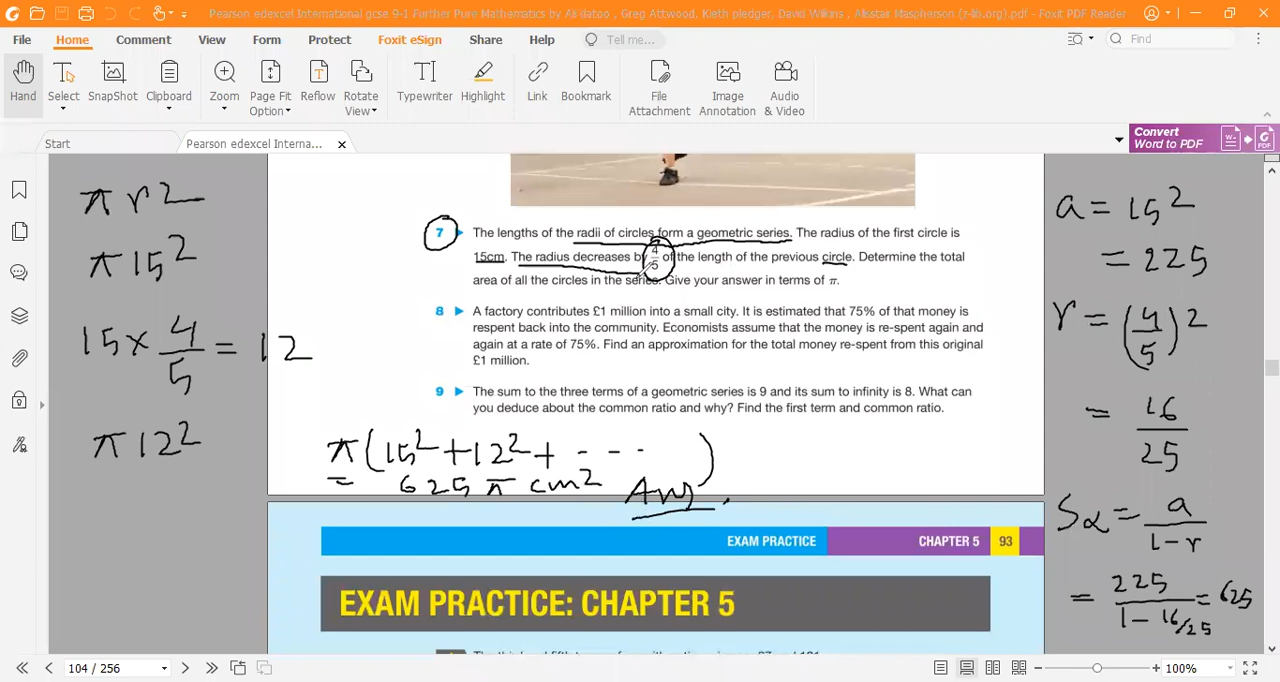 Pearson edexcel International gcse 9-1 Further Pure Mathematics by Ali datoo , Greg Attwood, Kieth pledger, David Wilkins , Alisstar Maspherson (z-lib.org).pdf - Foxit PDF Reader
File Home Comment View Form Protect Foxit eSign Share Help Tell me... Find
Hand Select SnapShot Clipboard Zoom Page Fit Option Reflow Rotate View Typewriter Highlight Link Bookmark File Attachment Image Annotation Audio & Video
Start Pearson edexcel Interna... Convert Word to PDF
π r2
π 15²
15 × 4/5 = 12
π 12²
7 The lengths of the radii of circles form a geometric series. The radius of the first circle is
15cm. The radius decreases by 4/5 of the length of the previous circle. Determine the total
area of all the circles in the series. Give your answer in terms of π.
8 A factory contributes £1 million into a small city. It is estimated that 75% of that money is
respent back into the community. Economists assume that the money is re-spent again and
again at a rate of 75%. Find an approximation for the total money re-spent from this original
£1 million.
9 The sum to the three terms of a geometric series is 9 and its sum to infinity is 8. What can
you deduce about the common ratio and why? Find the first term and common ratio.
π(15²+12²+ - - - )
= 625 π cm² Ans.
a = 15²
= 225
r = (4/5)²
= 16/25
S∝ = a/1-r
= 225/1-16/25 = 625
EXAM PRACTICE CHAPTER 5 93
EXAM PRACTICE: CHAPTER 5
104 / 256 100%